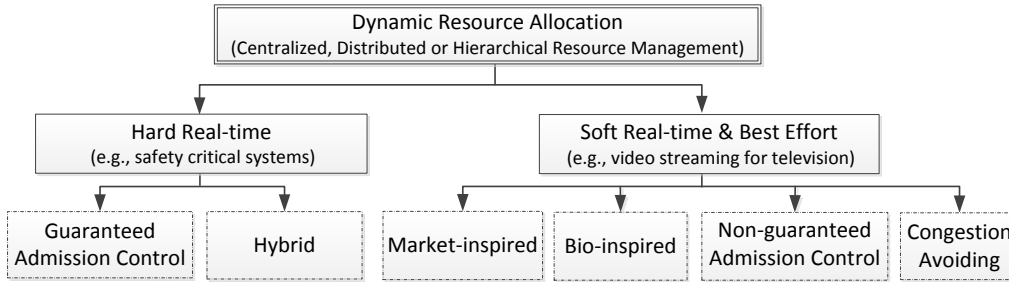 Dynamic Resource Allocation
(Centralized, Distributed or Hierarchical Resource Management)
Hard Real-time
(e.g., safety critical systems)
Soft Real-time & Best Effort
(e.g., video streaming for television)
Guaranteed
Admission Control
Hybrid
Market-inspired
Bio-inspired
Non-guaranteed
Admission Control
Congestion
Avoiding